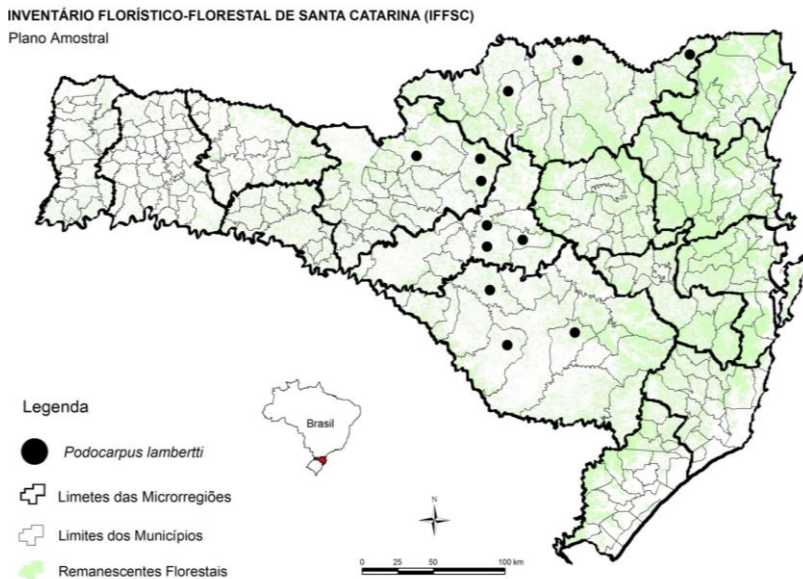 INVENTÁRIO FLORÍSTICO-FLORESTAL DE SANTA CATARINA (IFFSC)
Plano Amostral
Legenda
Brasil
Podocarpus lambertti
Limetes das Microrregiões
Limites dos Municípios
Remanescentes Florestais
N
0 25 50 100 km